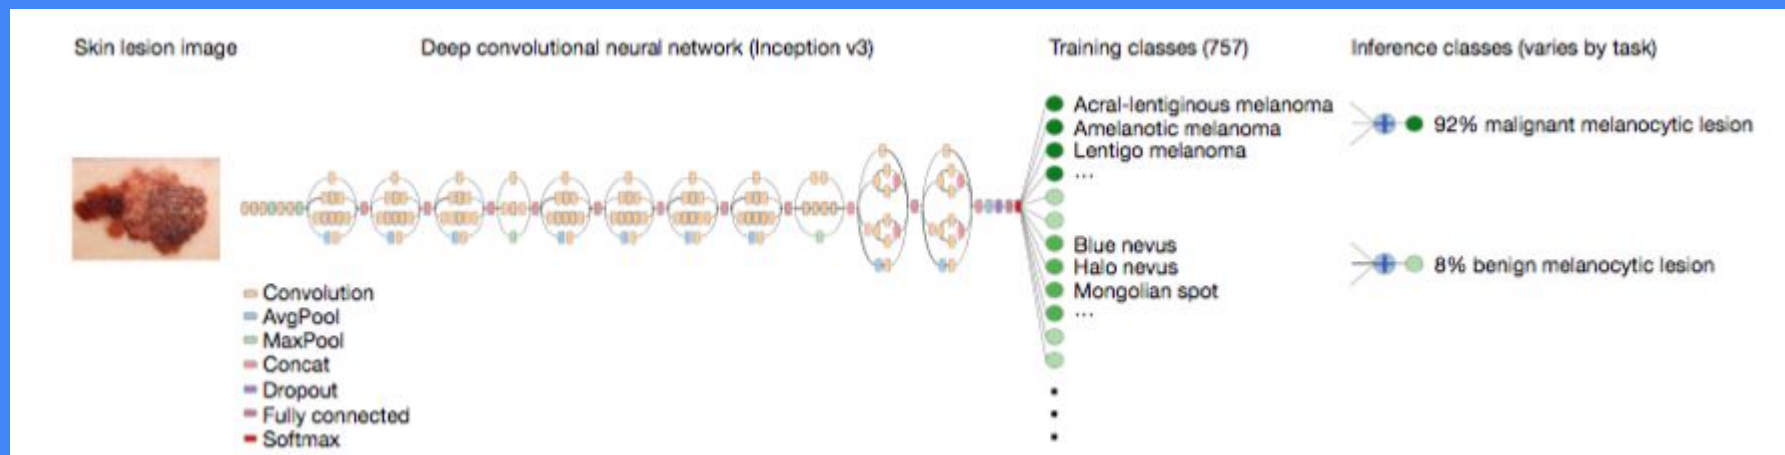 Skin lesion image
Deep convolutional neural network (Inception v3)
Training classes (757)
Inference classes (varies by task)
Acral-lentiginous melanoma
Amelanotic melanoma
Lentigo melanoma
...
Blue nevus
Halo nevus
Mongolian spot
...
92% malignant melanocytic lesion
8% benign melanocytic lesion
Convolution
AvgPool
MaxPool
Concat
Dropout
Fully connected
Softmax